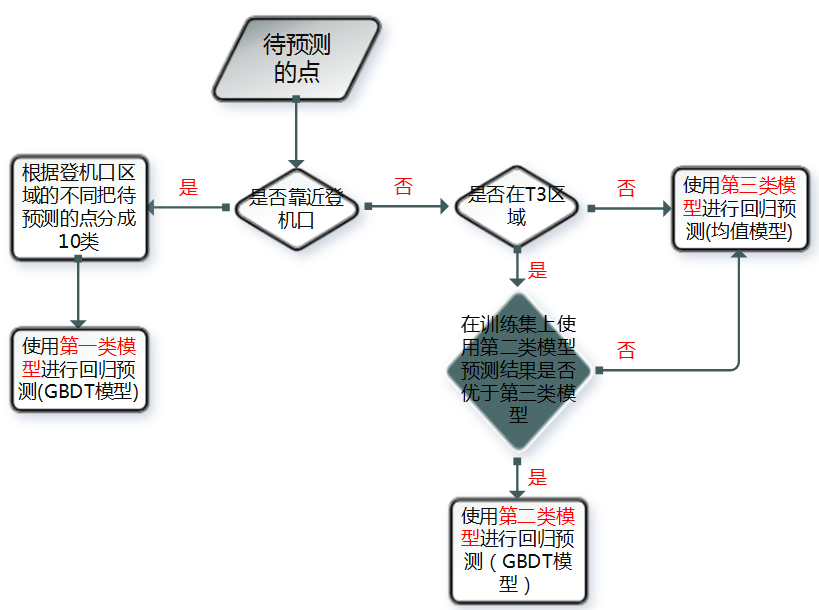 待预测
的点
根据登机口区
域的不同把待
预测的点分成
10类
是
是否靠近登
机口
否
是否在T3区
域
否
使用第三类模
型进行回归预
测(均值模型)
是
使用第一类模
型进行回归预
测(GBDT模型)
在训练集上使
用第二类模型
预测结果是否
优于第三类模
型
否
是
使用第二类模
型进行回归预
测（GBDT模
型）